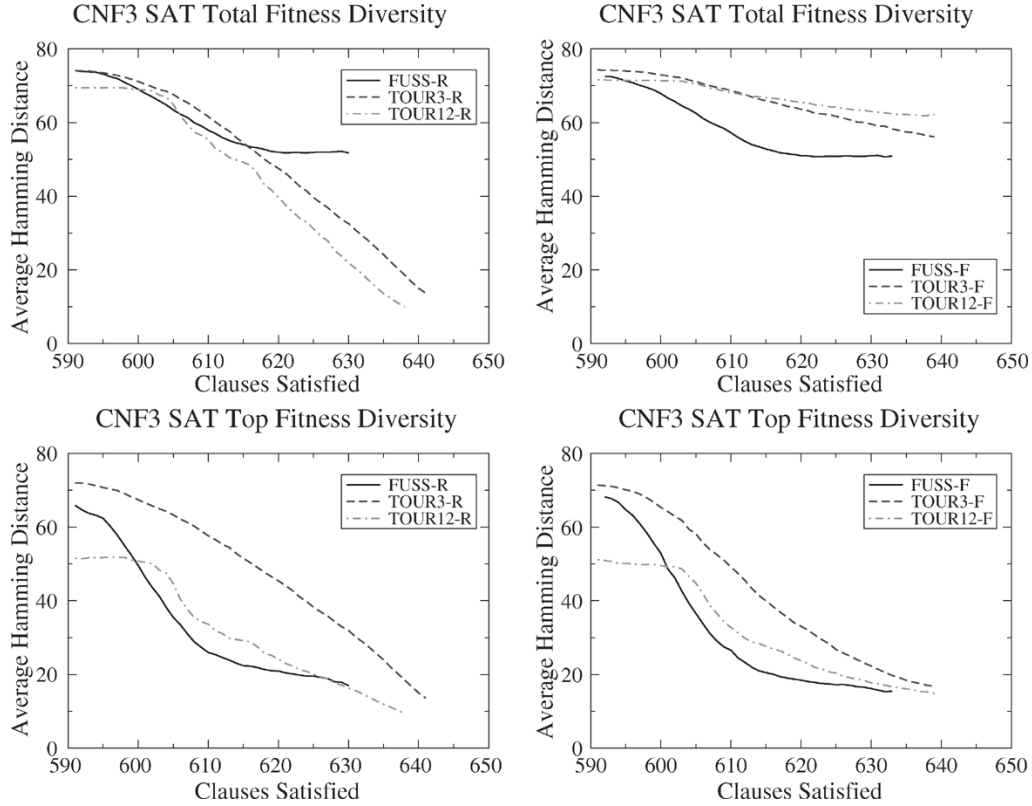 CNF3 SAT Total Fitness Diversity
80
60
40
20
0
590 600 610 620 630 640 650
Average Hamming Distance
Clauses Satisfied
FUSS-R
TOUR3-R
TOUR12-R
CNF3 SAT Total Fitness Diversity
80
60
40
20
0
590 600 610 620 630 640 650
Average Hamming Distance
Clauses Satisfied
FUSS-F
TOUR3-F
TOUR12-F
CNF3 SAT Top Fitness Diversity
80
60
40
20
0
590 600 610 620 630 640 650
Average Hamming Distance
Clauses Satisfied
FUSS-R
TOUR3-R
TOUR12-R
CNF3 SAT Top Fitness Diversity
80
60
40
20
0
590 600 610 620 630 640 650
Average Hamming Distance
Clauses Satisfied
FUSS-F
TOUR3-F
TOUR12-F